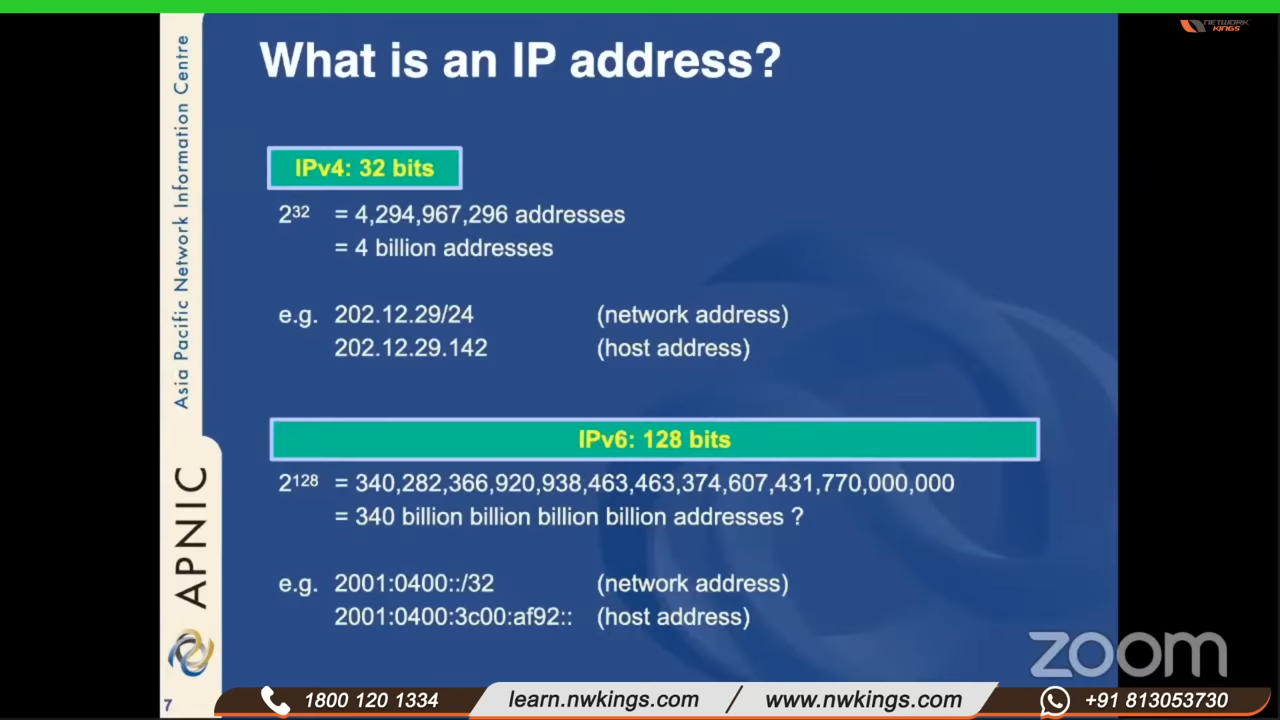 NETWORK
KINGS
What is an IP address?
Asia Pacific Network Information Centre
IPv4: 32 bits
2³² = 4,294,967,296 addresses
= 4 billion addresses
e.g. 202.12.29/24 (network address)
202.12.29.142 (host address)
IPv6: 128 bits
2¹²⁸ = 340,282,366,920,938,463,463,374,607,431,770,000,000
= 340 billion billion billion billion addresses ?
e.g. 2001:0400::/32 (network address)
2001:0400:3c00:af92:: (host address)
APNIC
zoom
7
1800 120 1334 learn.nwkings.com / www.nwkings.com +91 813053730